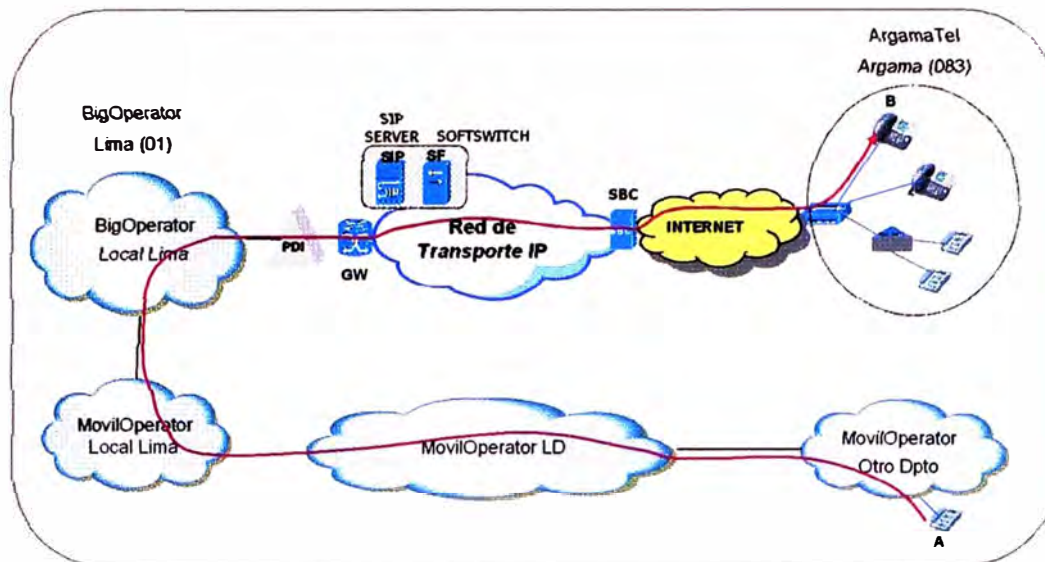 ArgamaTel
Argama (083)
B
BigOperator
Lima (01)
SIP
SERVER
SOFTSWITCH
SIP
SF
SBC
BigOperator
Local Lima
PDI
GW
Red de
Transporte IP
INTERNET
MovilOperator
Local Lima
MovilOperator LD
MovilOperator
Otro Dpto
A